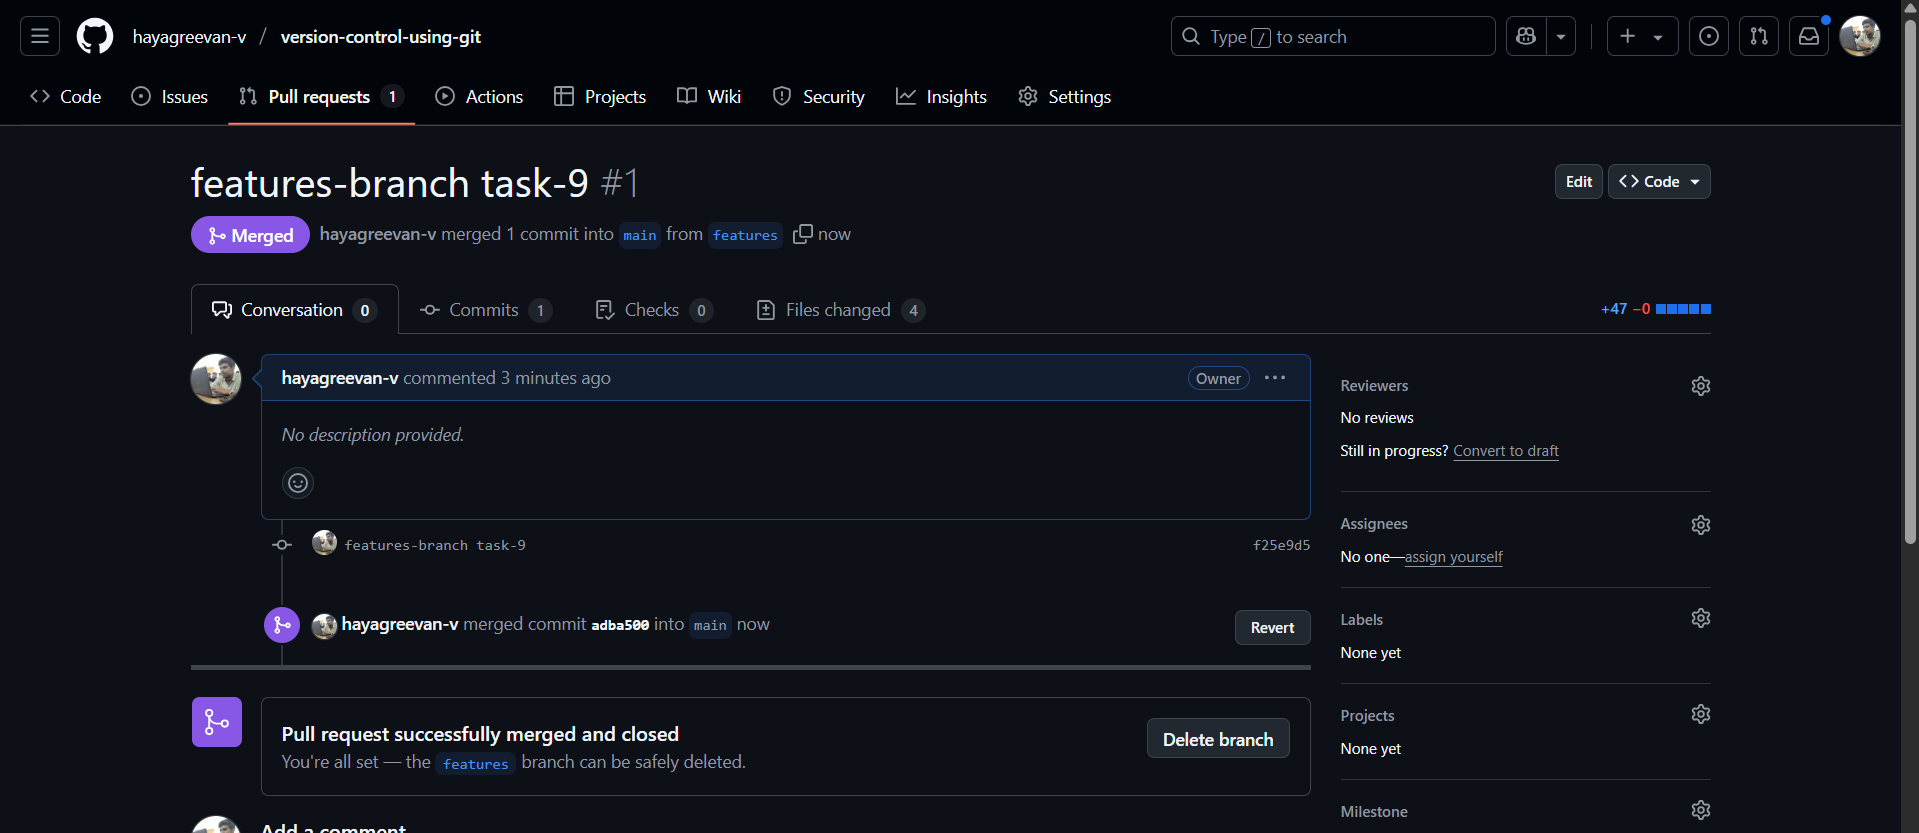 hayagreevan-v / version-control-using-git
Type / to search
Code Issues Pull requests 1 Actions Projects Wiki Security Insights Settings
features-branch task-9 #1
Edit Code
Merged hayagreevan-v merged 1 commit into main from features now
Conversation 0 Commits 1 Checks 0 Files changed 4
+47 −0
hayagreevan-v commented 3 minutes ago
Owner
No description provided.
features-branch task-9
f25e9d5
hayagreevan-v merged commit adba500 into main now
Revert
Pull request successfully merged and closed
You're all set — the features branch can be safely deleted.
Delete branch
Add a comment
Reviewers
No reviews
Still in progress? Convert to draft
Assignees
No one—assign yourself
Labels
None yet
Projects
None yet
Milestone